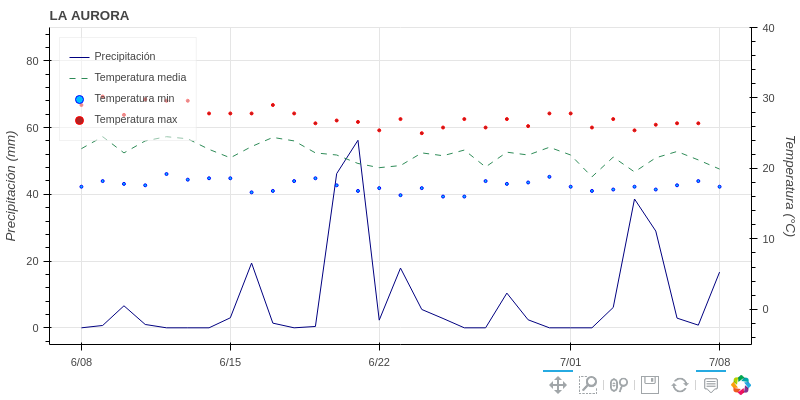 LA AURORA
Precipitación
Temperatura media
Temperatura min
Temperatura max
80
60
40
20
0
Precipitación (mm)
40
30
20
10
0
Temperatura (°C)
6/08
6/15
6/22
7/01
7/08